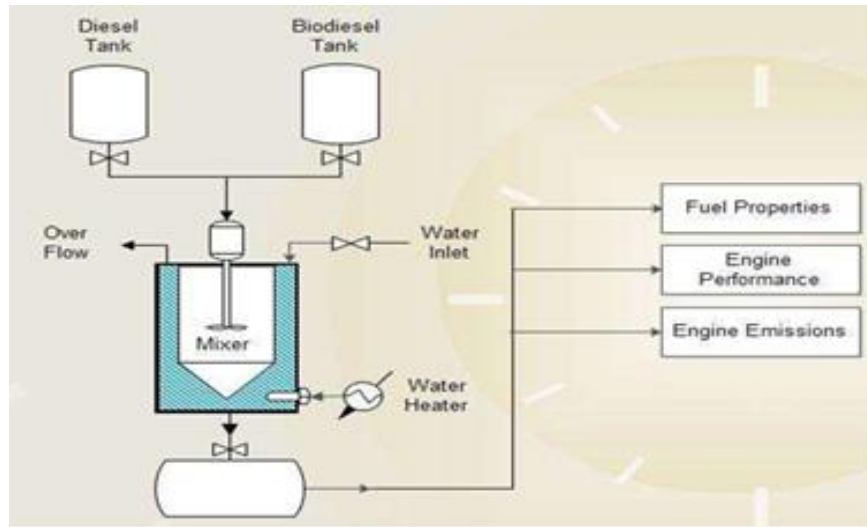 Diesel
Tank
Biodiesel
Tank
Over
Flow
Water
Inlet
Mixer
Water
Heater
Fuel Properties
Engine
Performance
Engine Emissions